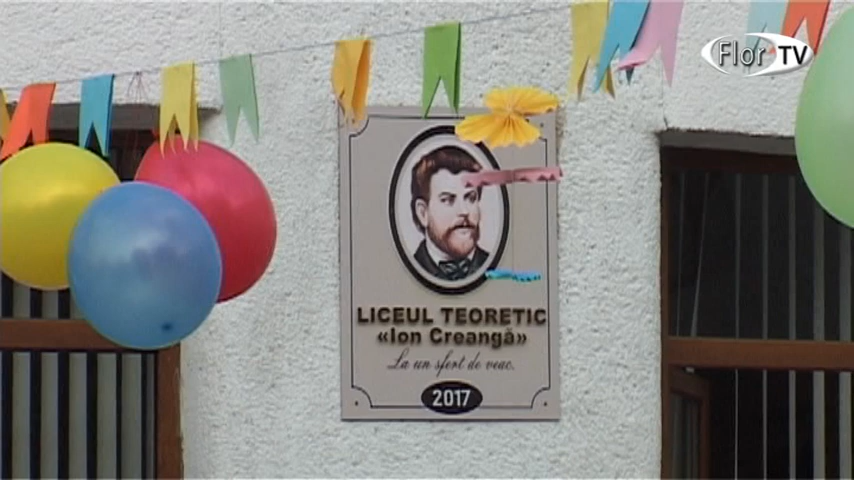 Flor TV
LICEUL TEORETIC
«Ion Creangă»
La un sfert de veac.
2017